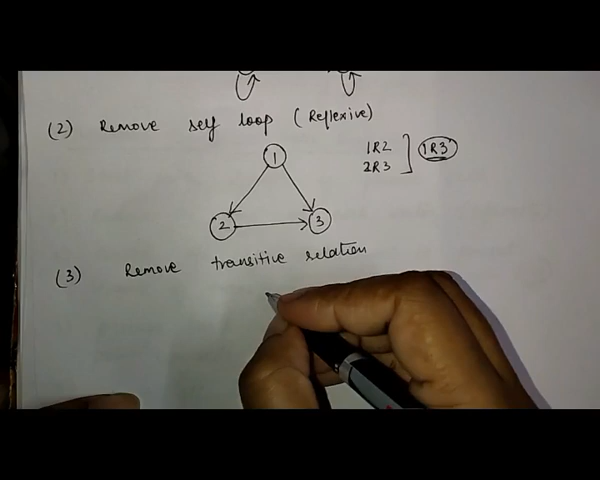 (2) Remove self loop (Reflexive)
1
1R2
1R3
2R3
2
3
(3) Remove transitive relation